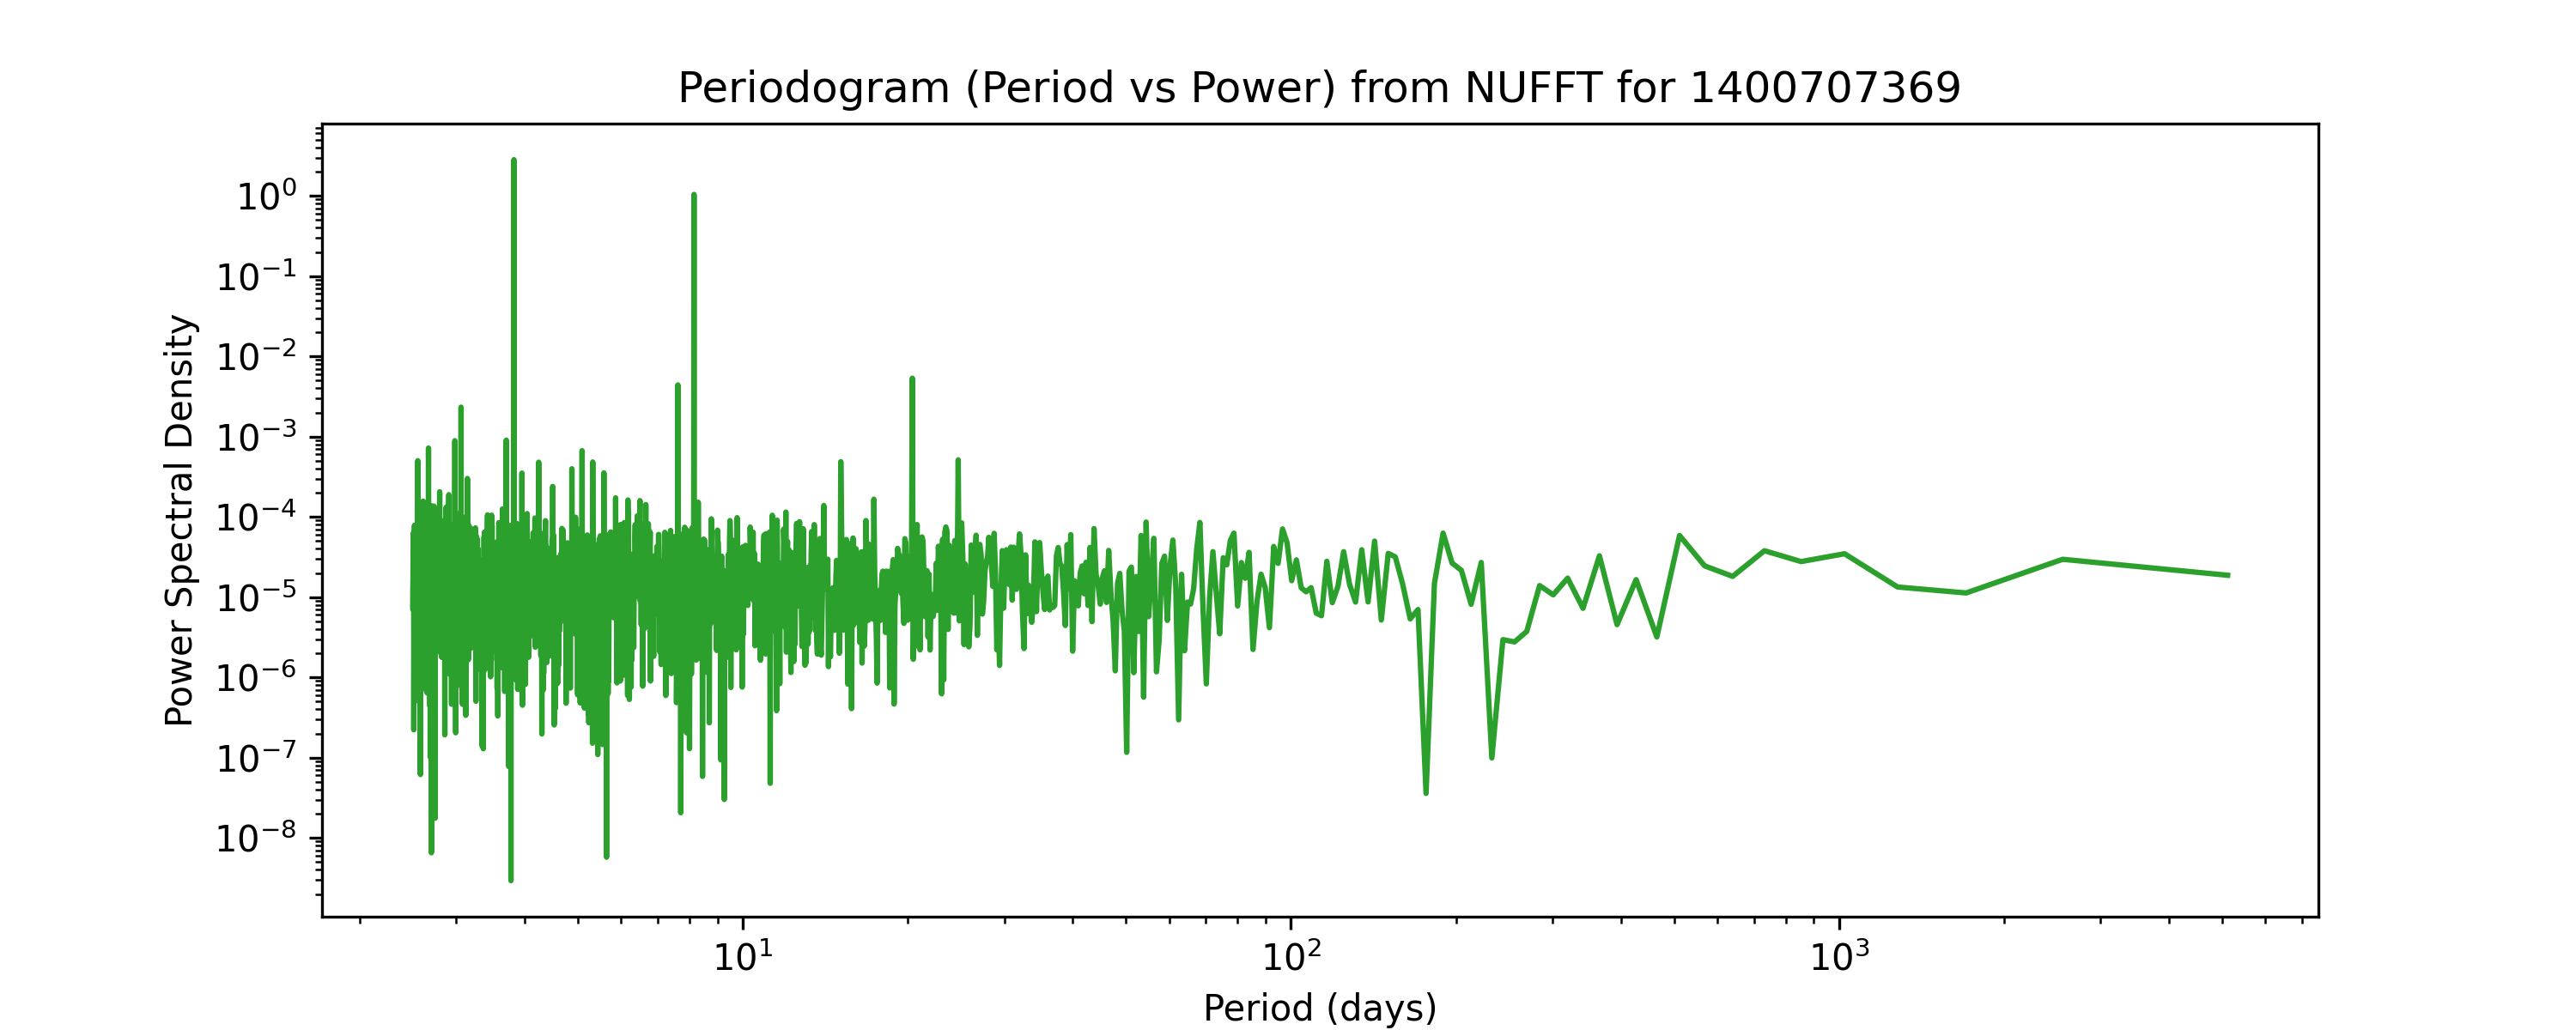 Periodogram (Period vs Power) from NUFFT for 1400707369
Power Spectral Density
10⁰
10⁻¹
10⁻²
10⁻³
10⁻⁴
10⁻⁵
10⁻⁶
10⁻⁷
10⁻⁸
10¹ 10² 10³
Period (days)